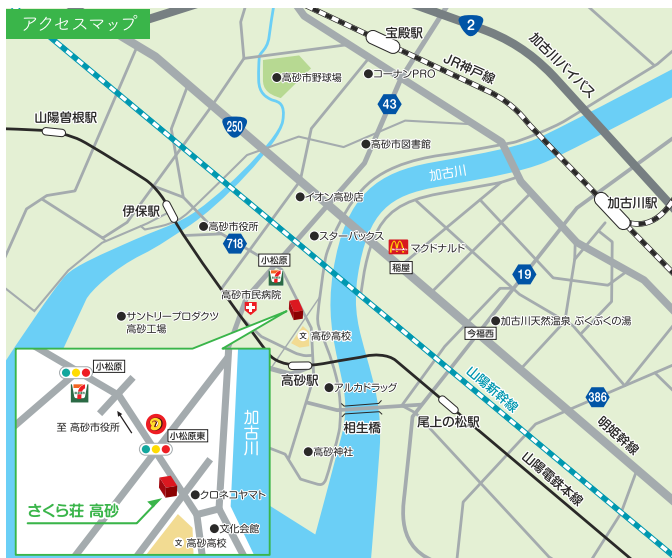 アクセスマップ
2
宝殿駅
加古川バイパス
JR神戸線
コーナンPRO
高砂市野球場
43
山陽曽根駅
250
高砂市図書館
加古川
イオン高砂店
加古川駅
伊保駅
高砂市役所
スターバックス
718
マクドナルド
小松原
稲屋
19
高砂市民病院
サントリープロダクツ
高砂工場
文 高砂高校
加古川天然温泉 ぷくぷくの湯
今福西
高砂駅
山陽新幹線
アルカドラッグ
386
尾上の松駅
明姫幹線
相生橋
高砂神社
山陽電鉄本線
小松原
至 高砂市役所
7
小松原東
加古川
クロネコヤマト
さくら荘 高砂
文化会館
文 高砂高校